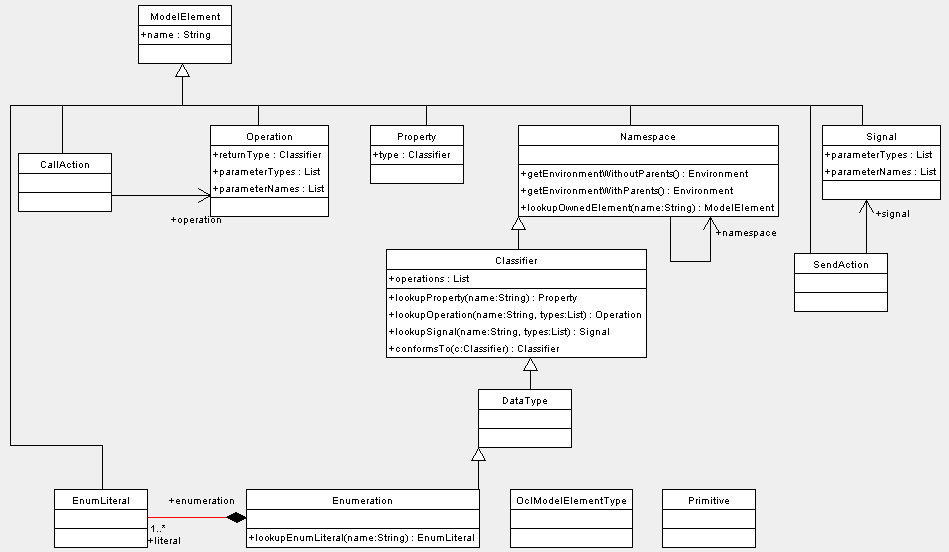 ModelElement
+name : String
CallAction
Operation
+returnType : Classifier
+parameterTypes : List
+parameterNames : List
+operation
Property
+type : Classifier
Namespace
+getEnvironmentWithoutParents() : Environment
+getEnvironmentWithParents() : Environment
+lookupOwnedElement(name:String) : ModelElement
+namespace
Signal
+parameterTypes : List
+parameterNames : List
+signal
SendAction
Classifier
+operations : List
+lookupProperty(name:String) : Property
+lookupOperation(name:String, types:List) : Operation
+lookupSignal(name:String, types:List) : Signal
+conformsTo(c:Classifier) : Classifier
DataType
EnumLiteral
+enumeration
1..*
+literal
Enumeration
+lookupEnumLiteral(name:String) : EnumLiteral
OclModelElementType
Primitive